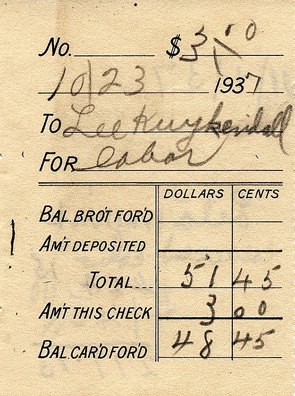 No. $3.00
10/23 1937
To Lee Kuykendall
For labor
DOLLARS CENTS
BAL. BRO'T FOR'D
AM'T DEPOSITED
TOTAL.... 51 45
AM'T THIS CHECK 3 00
BAL. CAR'D FOR'D 48 45